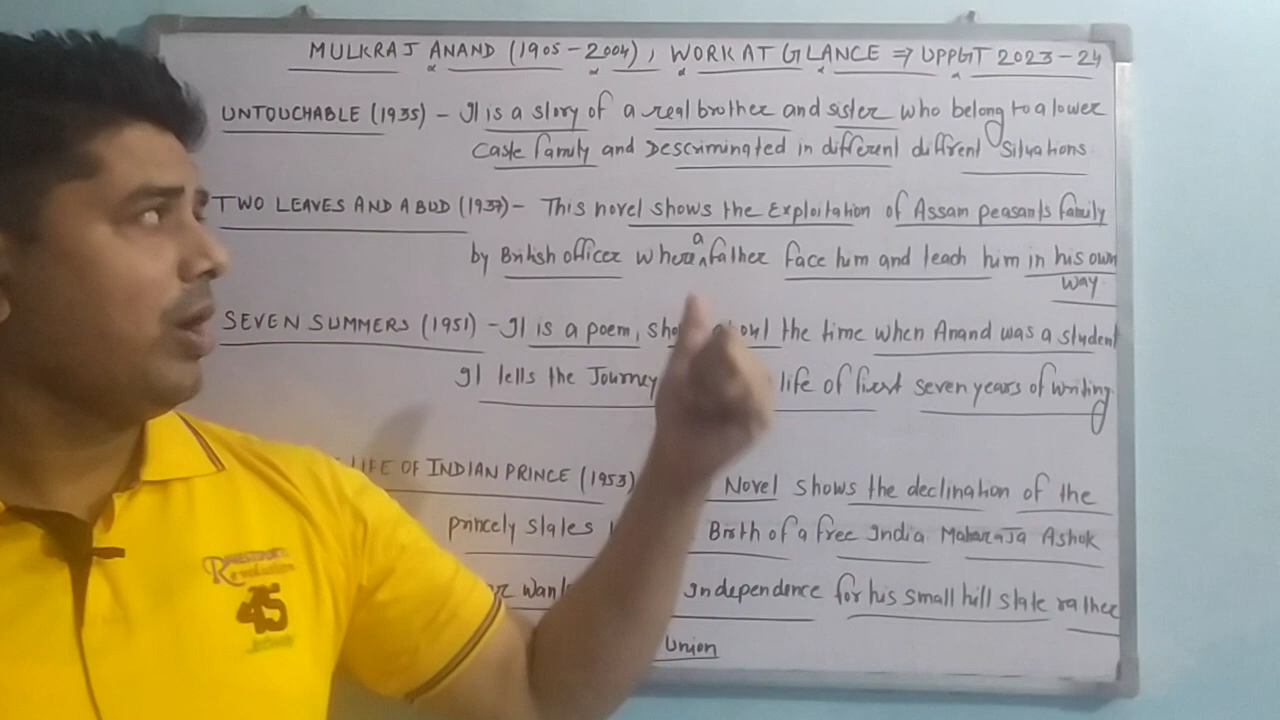 MULKRAJ ANAND (1905-2004), WORK AT GLANCE ⇒ UPPGT 2023-24
UNTOUCHABLE (1935) - It is a story of a real brother and sister who belong to a lower
Caste family and Descriminated in different diffrent Situations
TWO LEAVES AND A BUD (1937) - This novel shows the Exploitation of Assam peasants family
by British officer where a father face him and teach him in his own
way.
SEVEN SUMMERS (1951) - It is a poem, about the time when Anand was a student
It tells the Journey life of first seven years of writing
LIFE OF INDIAN PRINCE (1953) Novel shows the declination of the
princely states Birth of a free India Maharaja Ashok
Independence for his small hill state rather
Union
Revolution
45